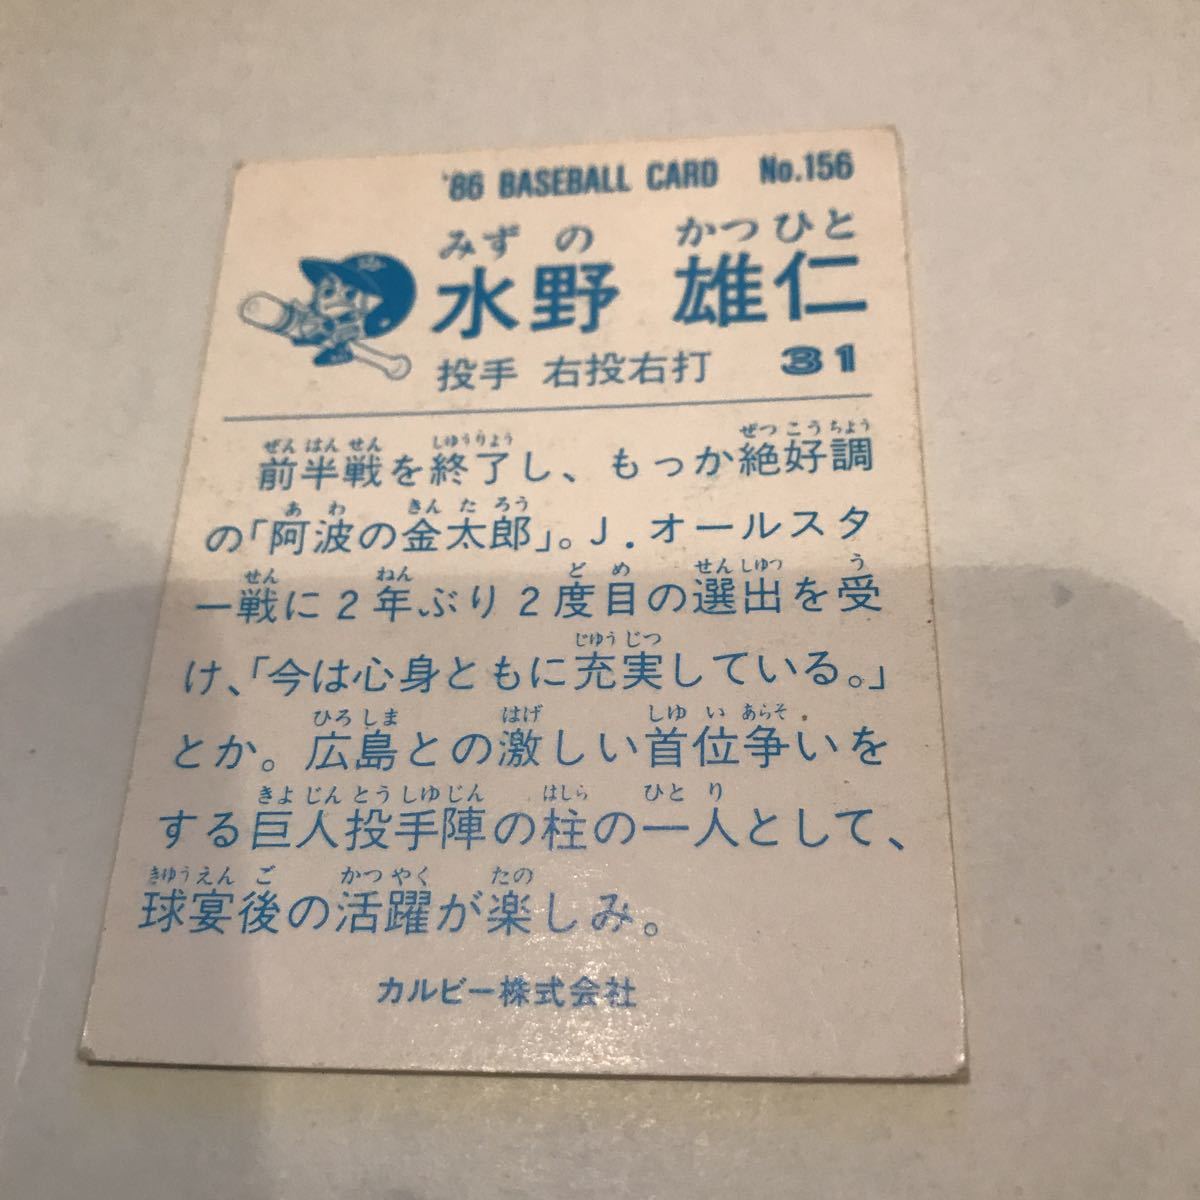 '86 BASEBALL CARD No.156
みずの かつひと
水野 雄仁
投手 右投右打 31
ぜんはんせん しゅうりょう ぜっこうちょう
前半戦を終了し、もっか絶好調
あわ きんたろう
の「阿波の金太郎」。J.オールスタ
せん ねん どめ せんしゅつ う
ー戦に2年ぶり2度目の選出を受
じゅうじつ
け、「今は心身ともに充実している。」
ひろしま はげ しゅい あらそ
とか。広島との激しい首位争いを
きょじんとうしゅじん はしら ひとり
する巨人投手陣の柱の一人として、
きゅうえんご かつやく たの
球宴後の活躍が楽しみ。
カルビー株式会社